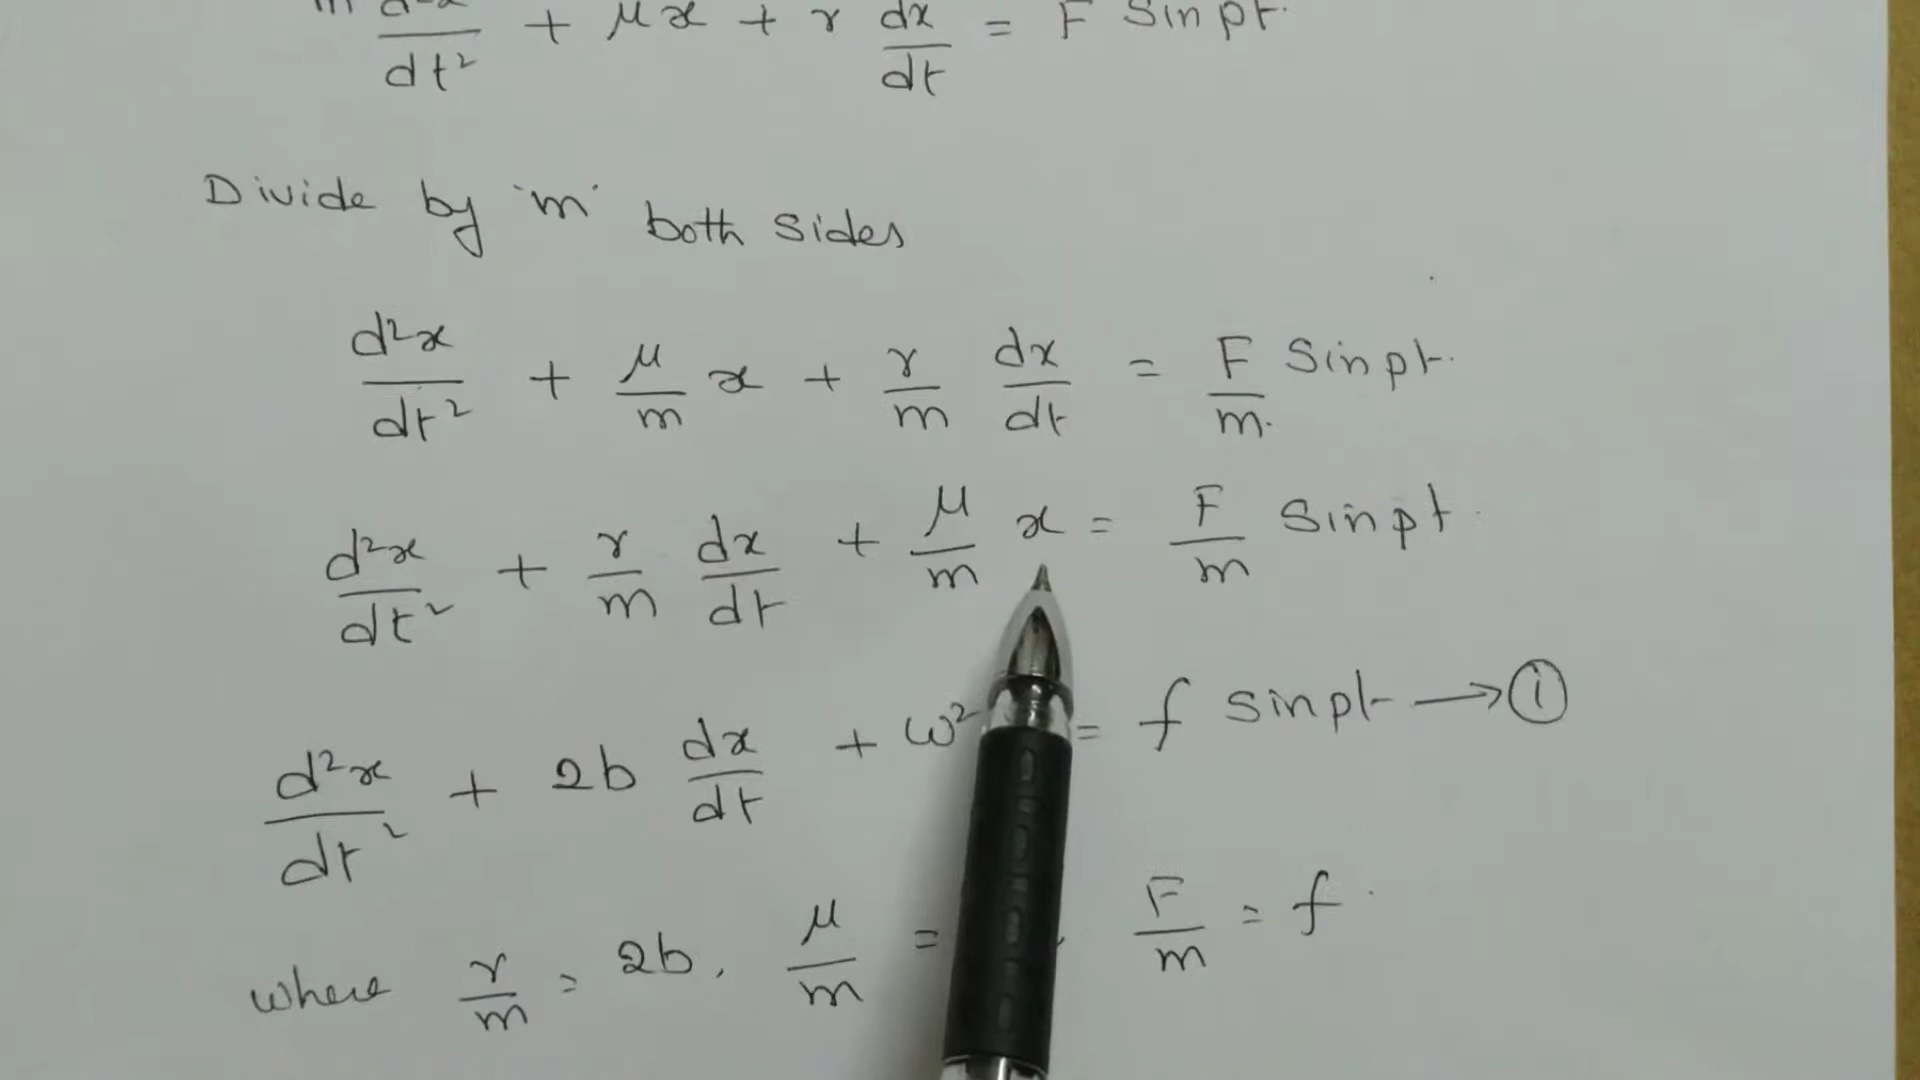 m d²x/dt² + μx + r dx/dt = F Sin pt.
Divide by 'm' both sides
d²x/dt² + μ/m x + r/m dx/dt = F/m. Sin pt.
d²x/dt² + r/m dx/dt + μ/m x = F/m Sin pt
d²x/dt² + 2b dx/dt + ω² = f sin pt → ①
where r/m = 2b, μ/m = , F/m = f